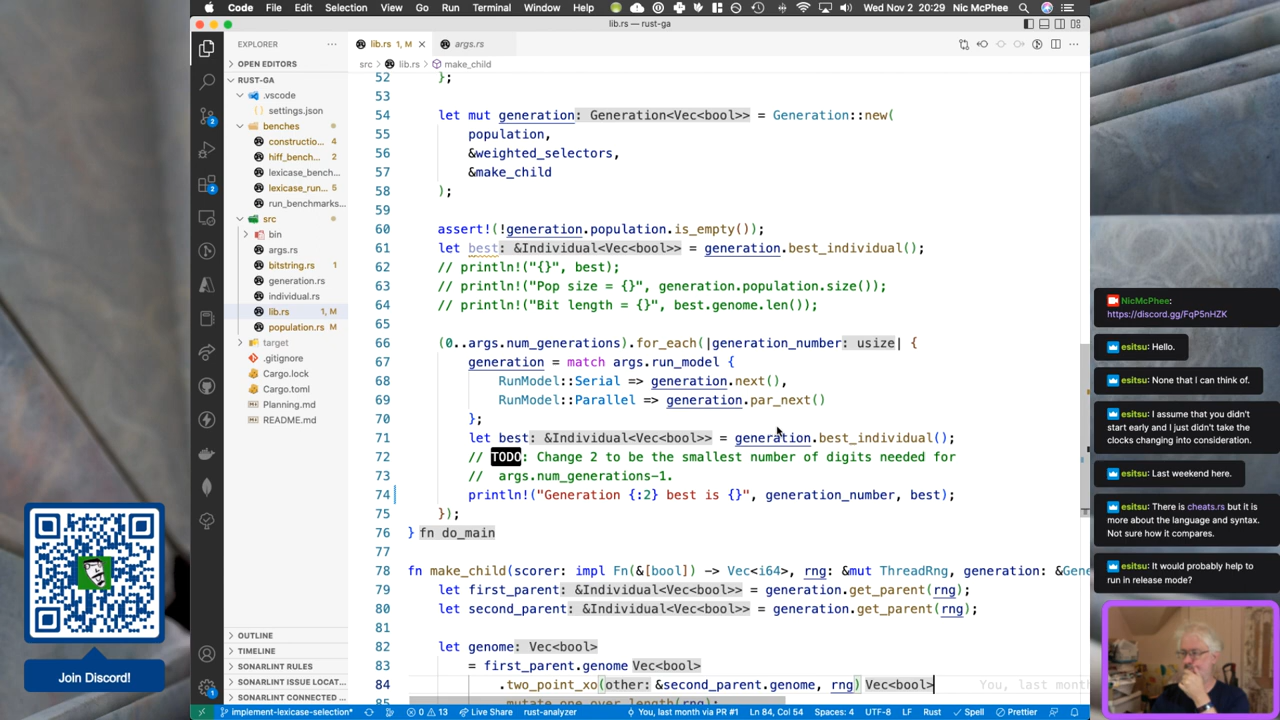 Code File Edit Selection View Go Run Terminal Window Help
Wed Nov 2 20:29 Nic McPhee
lib.rs — rust-ga
EXPLORER
OPEN EDITORS
RUST-GA
.vscode
settings.json
benches
constructio... 4
hiff_bench... 2
lexicase_bench...
lexicase_run... 5
run_benchmarks...
src
bin
args.rs
bitstring.rs 1
generation.rs
individual.rs
lib.rs 1, M
population.rs M
target
.gitignore
Cargo.lock
Cargo.toml
Planning.md
README.md
OUTLINE
TIMELINE
SONARLINT RULES
SONARLINT ISSUE LOCAT...
SONARLINT CONNECTED ...
lib.rs 1, M
args.rs
src > lib.rs > make_child
52 };
53
54 let mut generation: Generation<Vec<bool>> = Generation::new(
55 population,
56 &weighted_selectors,
57 &make_child
58 );
59
60 assert!(!generation.population.is_empty());
61 let best: &Individual<Vec<bool>> = generation.best_individual();
62 // println!("{}", best);
63 // println!("Pop size = {}", generation.population.size());
64 // println!("Bit length = {}", best.genome.len());
65
66 (0..args.num_generations).for_each(|generation_number: usize| {
67 generation = match args.run_model {
68 RunModel::Serial => generation.next(),
69 RunModel::Parallel => generation.par_next()
70 };
71 let best: &Individual<Vec<bool>> = generation.best_individual();
72 // TODO: Change 2 to be the smallest number of digits needed for
73 // args.num_generations-1.
74 println!("Generation {:2} best is {}", generation_number, best);
75 });
76 } fn do_main
77
78 fn make_child(scorer: impl Fn(&[bool]) -> Vec<i64>, rng: &mut ThreadRng, generation: &Gene
79 let first_parent: &Individual<Vec<bool>> = generation.get_parent(rng);
80 let second_parent: &Individual<Vec<bool>> = generation.get_parent(rng);
81
82 let genome: Vec<bool>
83 = first_parent.genome Vec<bool>
84 .two_point_xo(other: &second_parent.genome, rng) Vec<bool> You, last month
.mutate_one_over_length(rng);
implement-lexicase-selection* 0 13 Live Share rust-analyzer You, last month via PR #1 Ln 84, Col 54 Spaces: 4 UTF-8 LF Rust Spell Prettier
Join Discord!
NicMcPhee:
https://discord.gg/FqP5nHZK
esitsu: Hello.
esitsu: None that I can think of.
esitsu: I assume that you didn't
start early and I just didn't take the
clocks changing into consideration.
esitsu: Last weekend here.
esitsu: There is cheats.rs but it is
more about the language and syntax.
Not sure how it compares.
esitsu: It would probably help to
run in release mode?